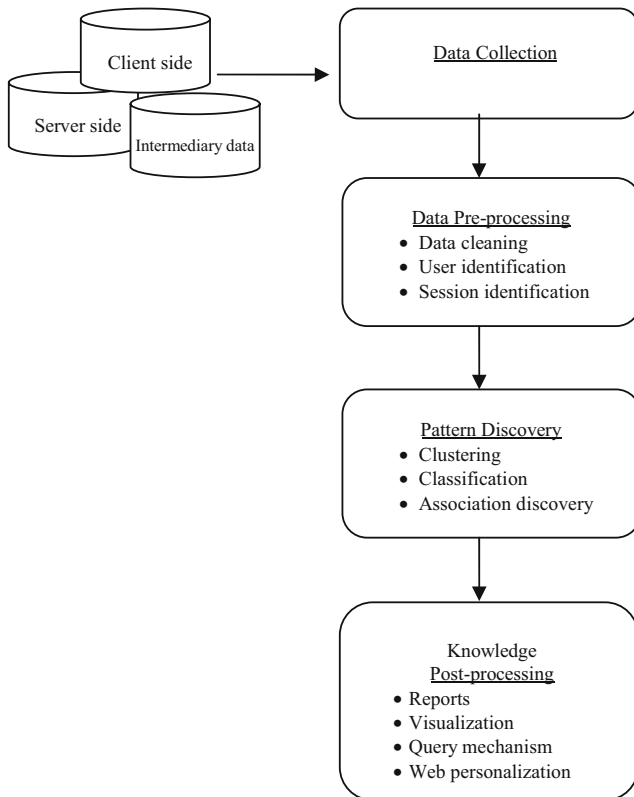 Client side
Server side
Intermediary data
Data Collection
Data Pre-processing
• Data cleaning
• User identification
• Session identification
Pattern Discovery
• Clustering
• Classification
• Association discovery
Knowledge
Post-processing
• Reports
• Visualization
• Query mechanism
• Web personalization